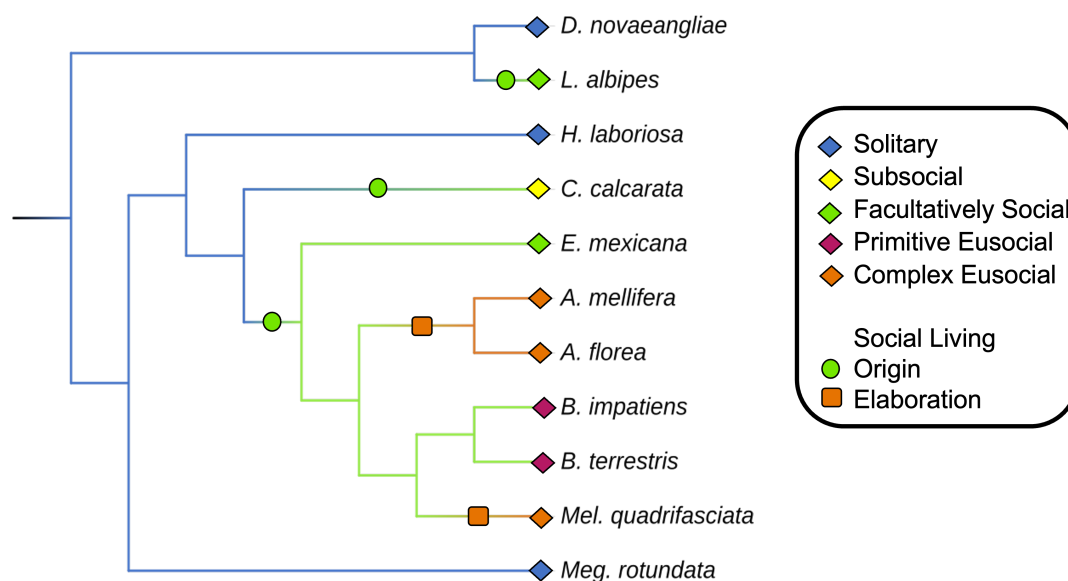 D. novaeangliae
L. albipes
H. laboriosa
C. calcarata
E. mexicana
A. mellifera
A. florea
B. impatiens
B. terrestris
Mel. quadrifasciata
Meg. rotundata
Solitary
Subsocial
Facultatively Social
Primitive Eusocial
Complex Eusocial
Social Living
Origin
Elaboration